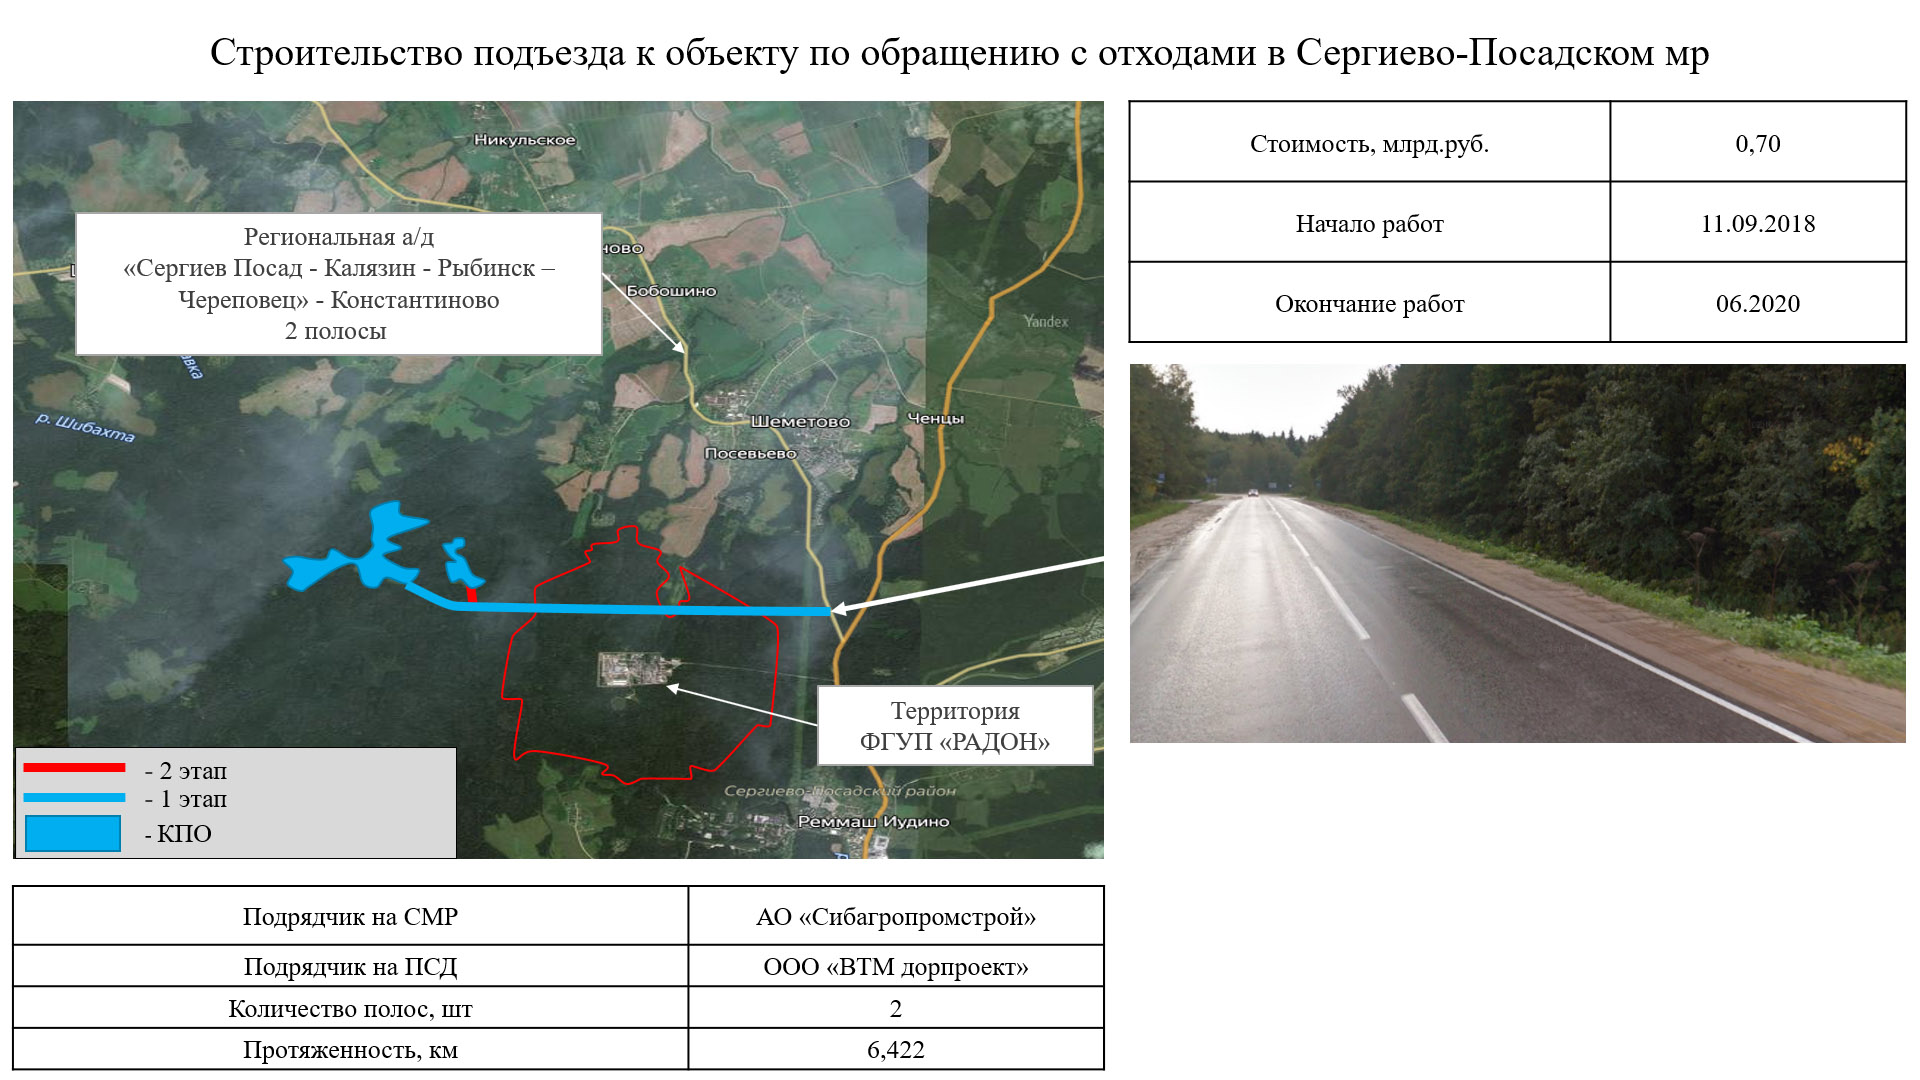 Строительство подъезда к объекту по обращению с отходами в Сергиево-Посадском мр
Никульское
Региональная а/д
«Сергиев Посад - Калязин - Рыбинск –
Череповец» - Константиново
2 полосы
Бобошино
Yandex
р. Шибахта
Шеметово
Ченцы
Посевьево
Территория
ФГУП «РАДОН»
Сергиево-Посадский район
Реммаш Иудино
- 2 этап
- 1 этап
- КПО
Стоимость, млрд.руб. 0,70
Начало работ 11.09.2018
Окончание работ 06.2020
Подрядчик на СМР АО «Сибагропромстрой»
Подрядчик на ПСД ООО «ВТМ дорпроект»
Количество полос, шт 2
Протяженность, км 6,422